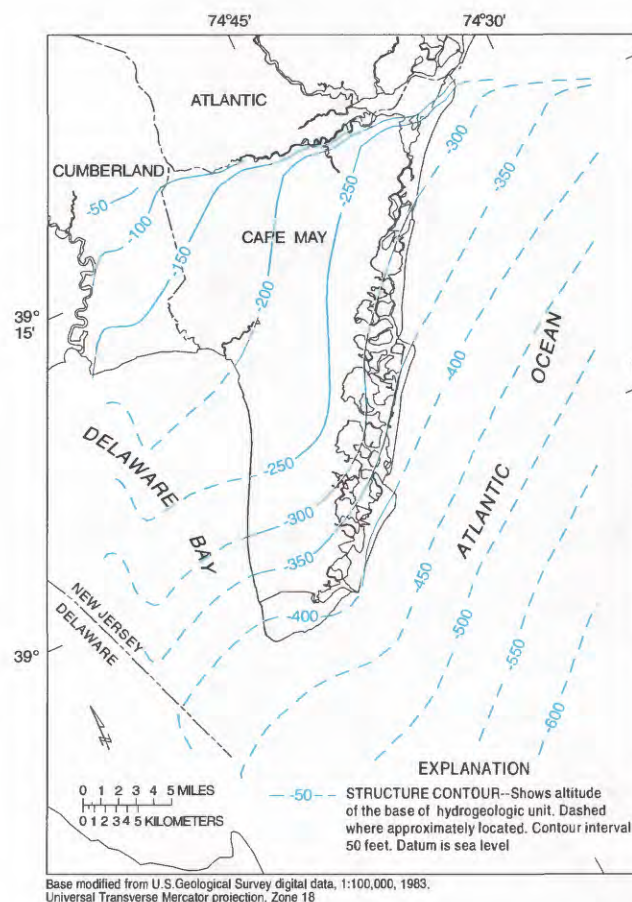 74°45'
74°30'
ATLANTIC
CUMBERLAND
-50
-100
-150
CAPE MAY
-200
-250
-300
-350
39°
15'
-400
OCEAN
DELAWARE
BAY
-250
-300
-350
ATLANTIC
-400
-450
-500
-550
-600
NEW JERSEY
DELAWARE
39°
EXPLANATION
0 1 2 3 4 5 MILES
0 1 2 3 4 5 KILOMETERS
-50
STRUCTURE CONTOUR--Shows altitude
of the base of hydrogeologic unit. Dashed
where approximately located. Contour interval
50 feet. Datum is sea level
Base modified from U.S.Geological Survey digital data, 1:100,000, 1983,
Universal Transverse Mercator projection, Zone 18